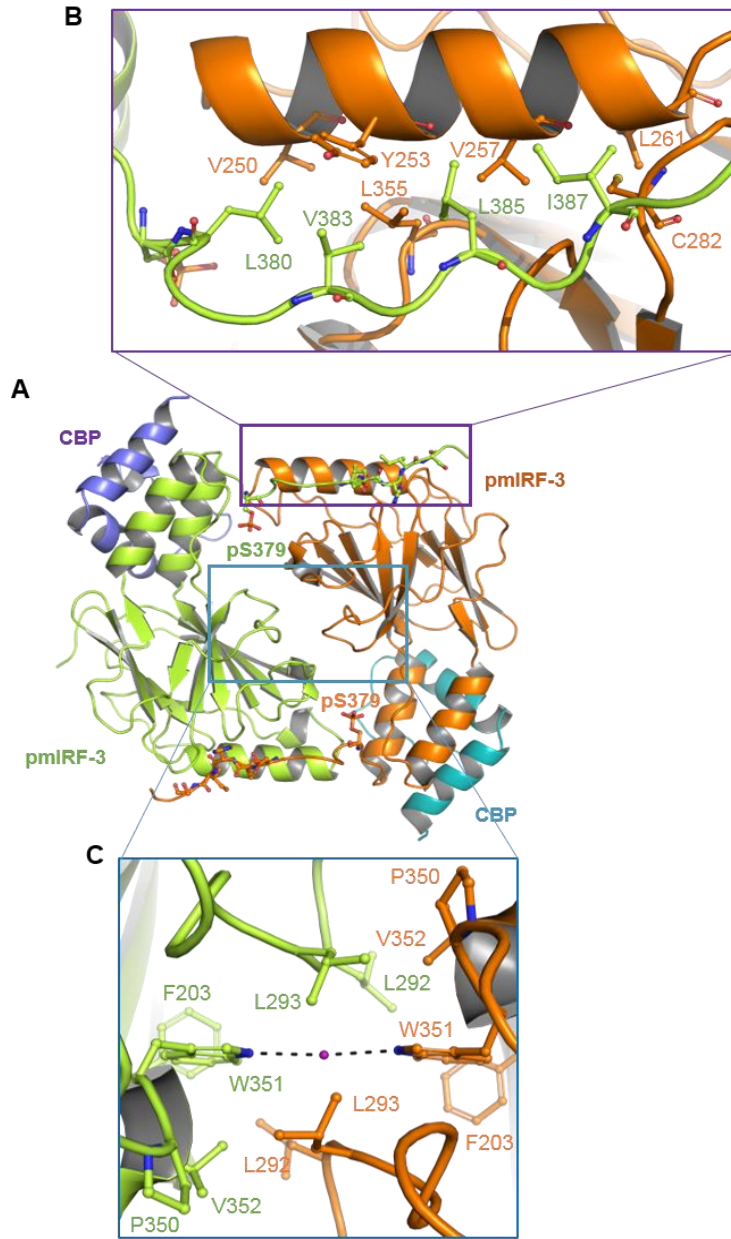 B
V250
Y253
V257
L261
L355
V383
L385
I387
L380
C282
A
CBP
pmIRF-3
pS379
pS379
pmIRF-3
CBP
C
P350
V352
L292
L293
F203
W351
W351
L293
F203
L292
V352
P350